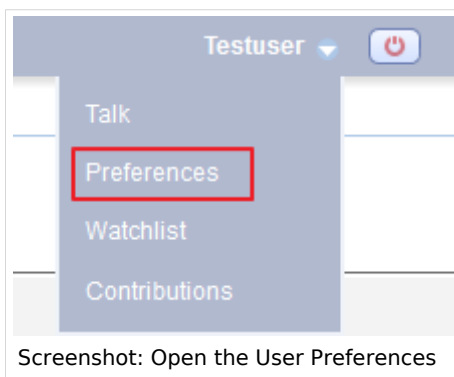 Testuser
Talk
Preferences
Watchlist
Contributions
Screenshot: Open the User Preferences